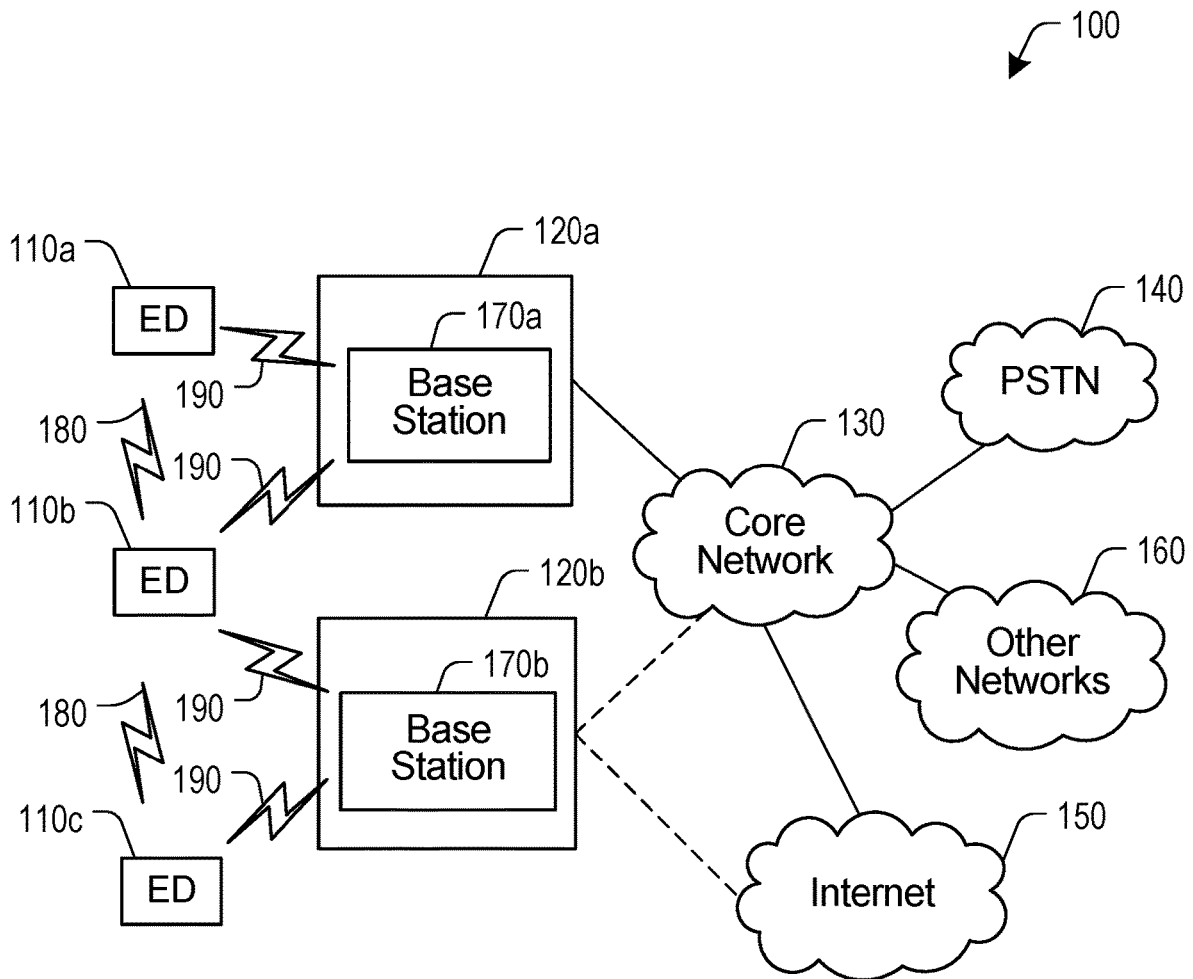 100
120a
110a
140
ED
170a
PSTN
Base
Station
190
180
130
190
110b
Core
Network
160
120b
ED
Other
Networks
170b
180
190
Base
Station
190
110c
150
ED
Internet